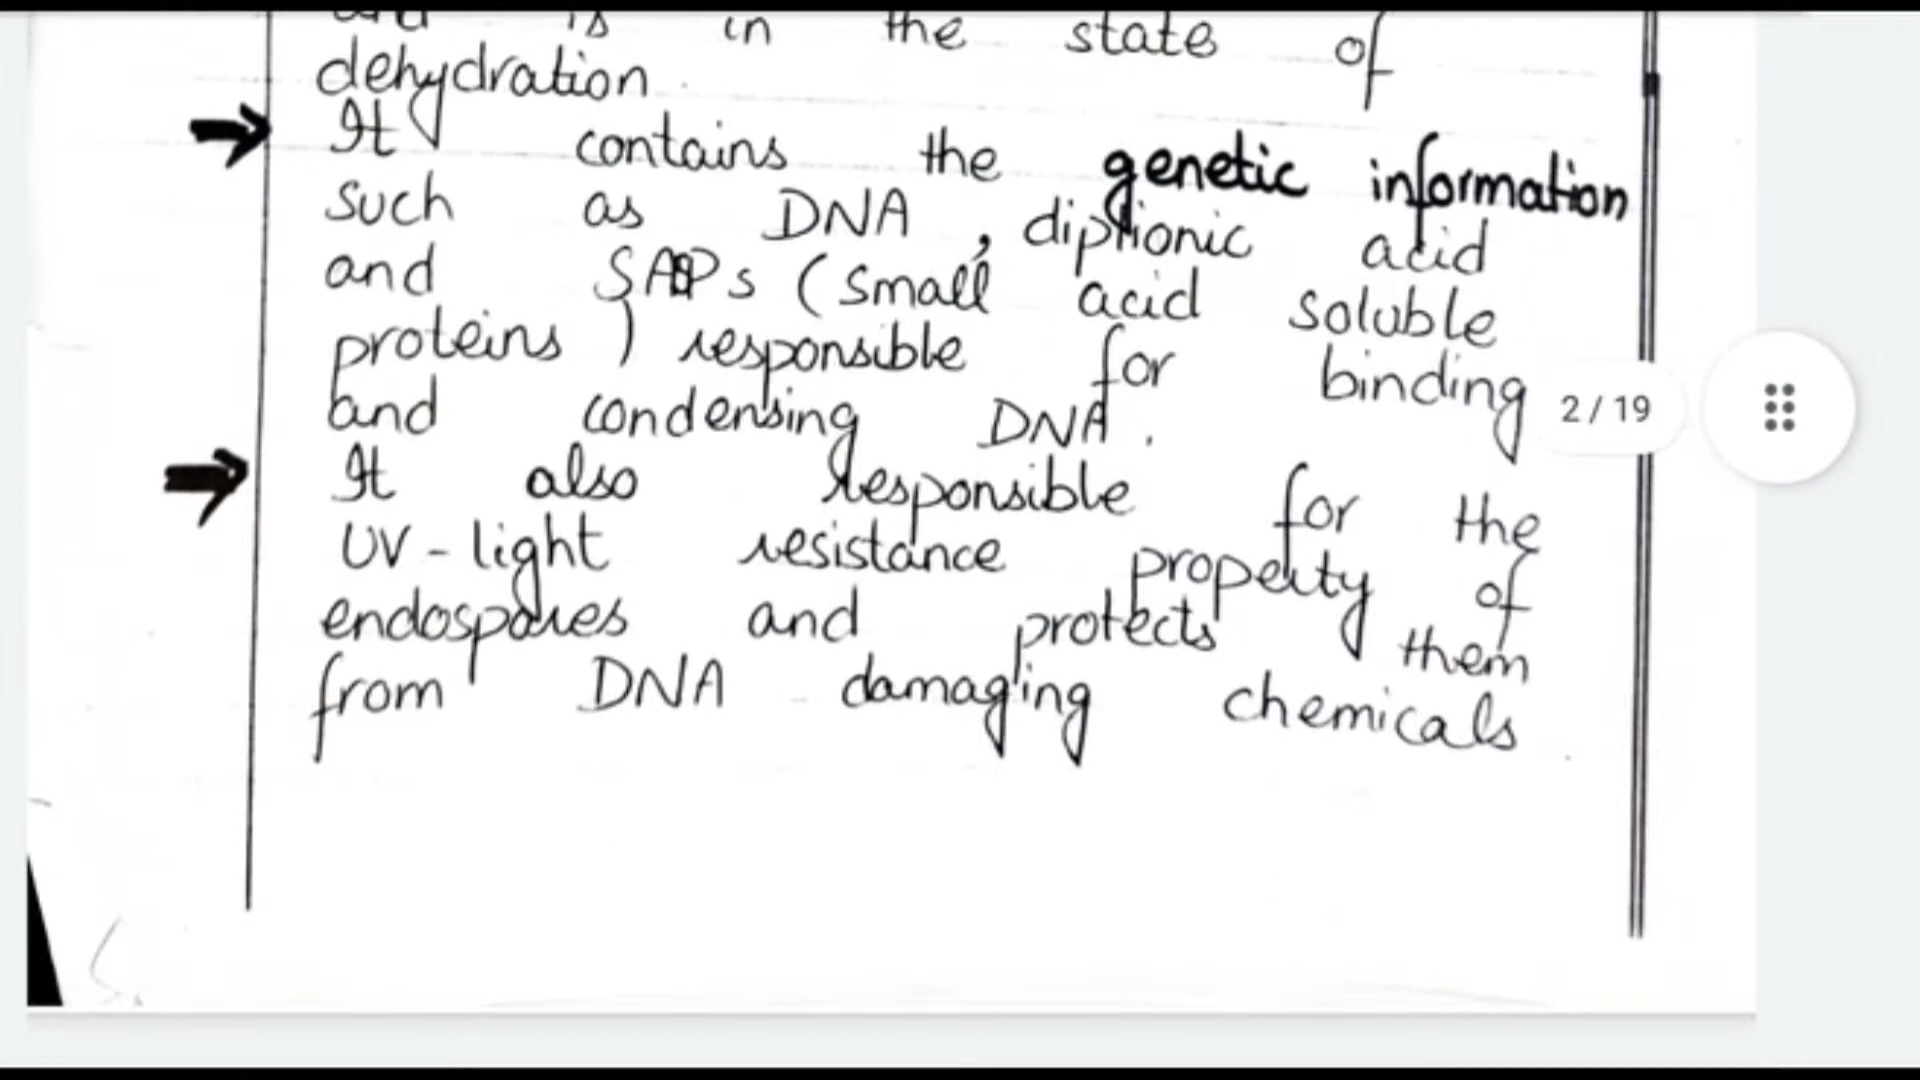 and is in the state of
dehydration.
It contains the genetic information
such as DNA, dipnionic acid
and SAPs (small acid soluble
proteins) responsible for binding
and condensing DNA.
It also responsible for the
UV-light resistance property of
endospores and protects them
from DNA damaging chemicals
2/19